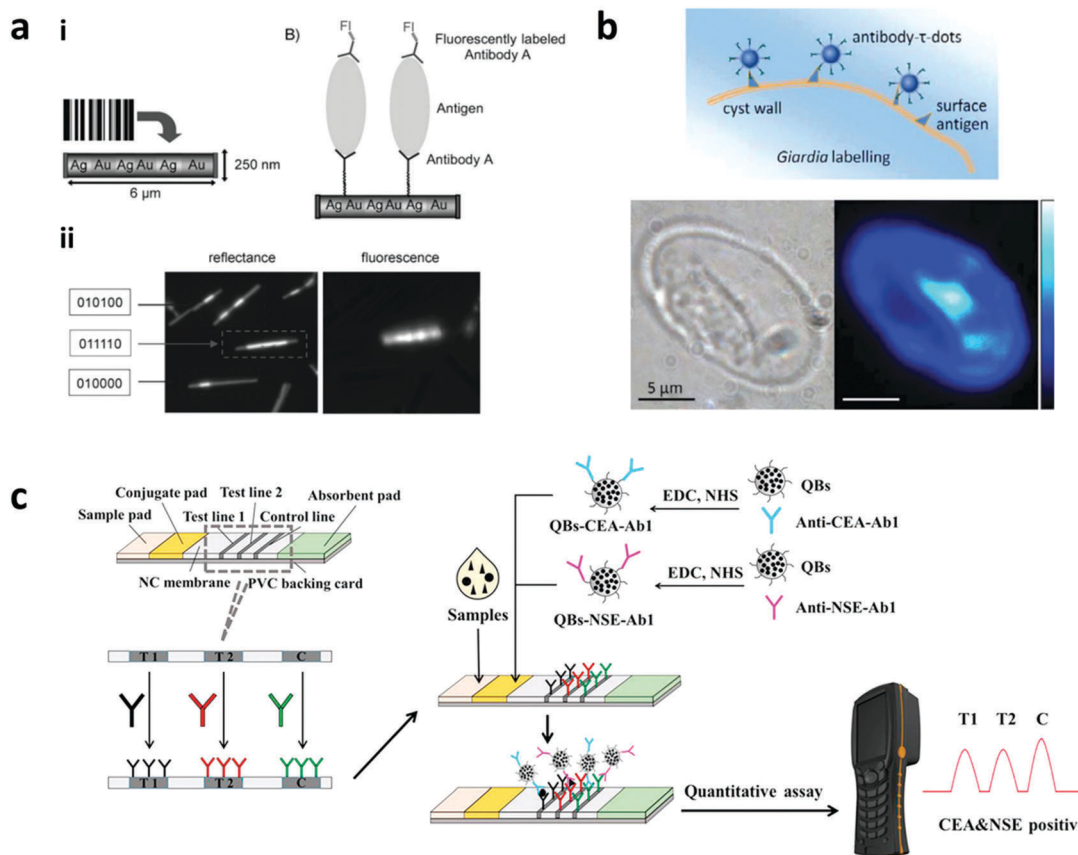 a
i
B)
Fl
Fl
Fluorescently labeled
Antibody A
Antigen
Antibody A
Ag Au Ag Au Ag Au
250 nm
6 µm
Ag Au Ag Au Ag Au
ii
reflectance
fluorescence
010100
011110
010000
b
antibody-τ-dots
cyst wall
surface
antigen
Giardia labelling
5 µm
c
Conjugate pad
Test line 2
Absorbent pad
Sample pad
Test line 1
Control line
NC membrane
PVC backing card
T 1
T 2
C
T 1
T 2
C
Samples
QBs-CEA-Ab1
EDC, NHS
QBs
Anti-CEA-Ab1
QBs-NSE-Ab1
EDC, NHS
QBs
Anti-NSE-Ab1
Quantitative assay
T1
T2
C
CEA&NSE positiv